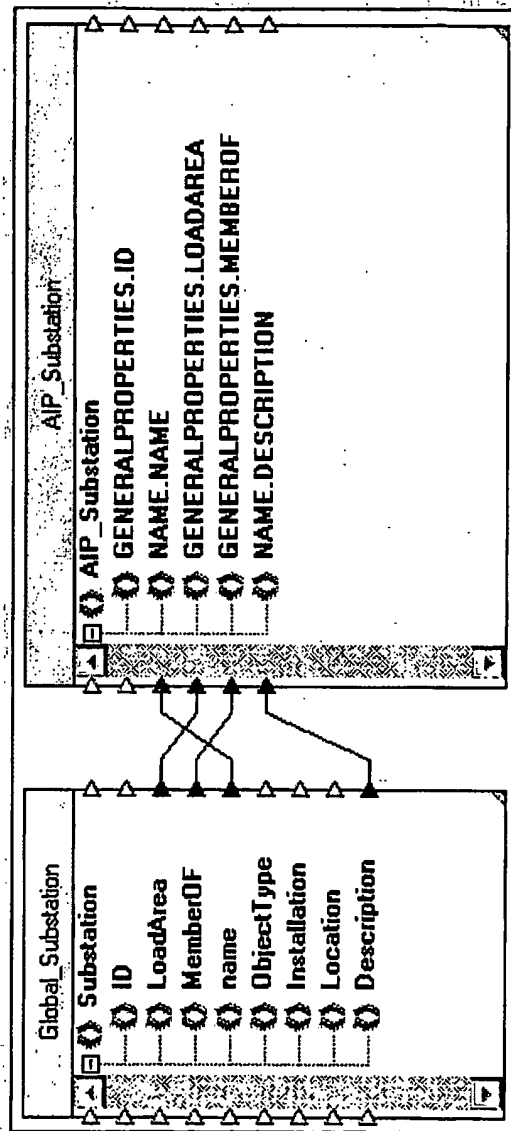 Global_Substation
Substation
ID
LoadArea
MemberOF
name
ObjectType
Installation
Location
Description
AIP_Substation
AIP_Substation
GENERALPROPERTIES.ID
NAME.NAME
GENERALPROPERTIES.LOADAREA
GENERALPROPERTIES.MEMBEROF
NAME.DESCRIPTION